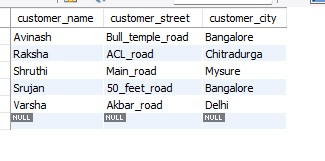 customer_name customer_street customer_city
Avinash Bull_temple_road Bangalore
Raksha ACL_road Chitradurga
Shruthi Main_road Mysure
Srujan 50_feet_road Bangalore
Varsha Akbar_road Delhi
NULL NULL NULL